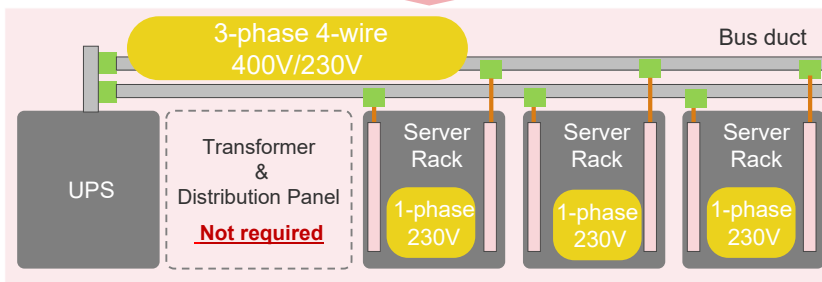 3-phase 4-wire
400V/230V
Bus duct
UPS
Transformer
&
Distribution Panel
Not required
Server
Rack
1-phase
230V
Server
Rack
1-phase
230V
Server
Rack
1-phase
230V